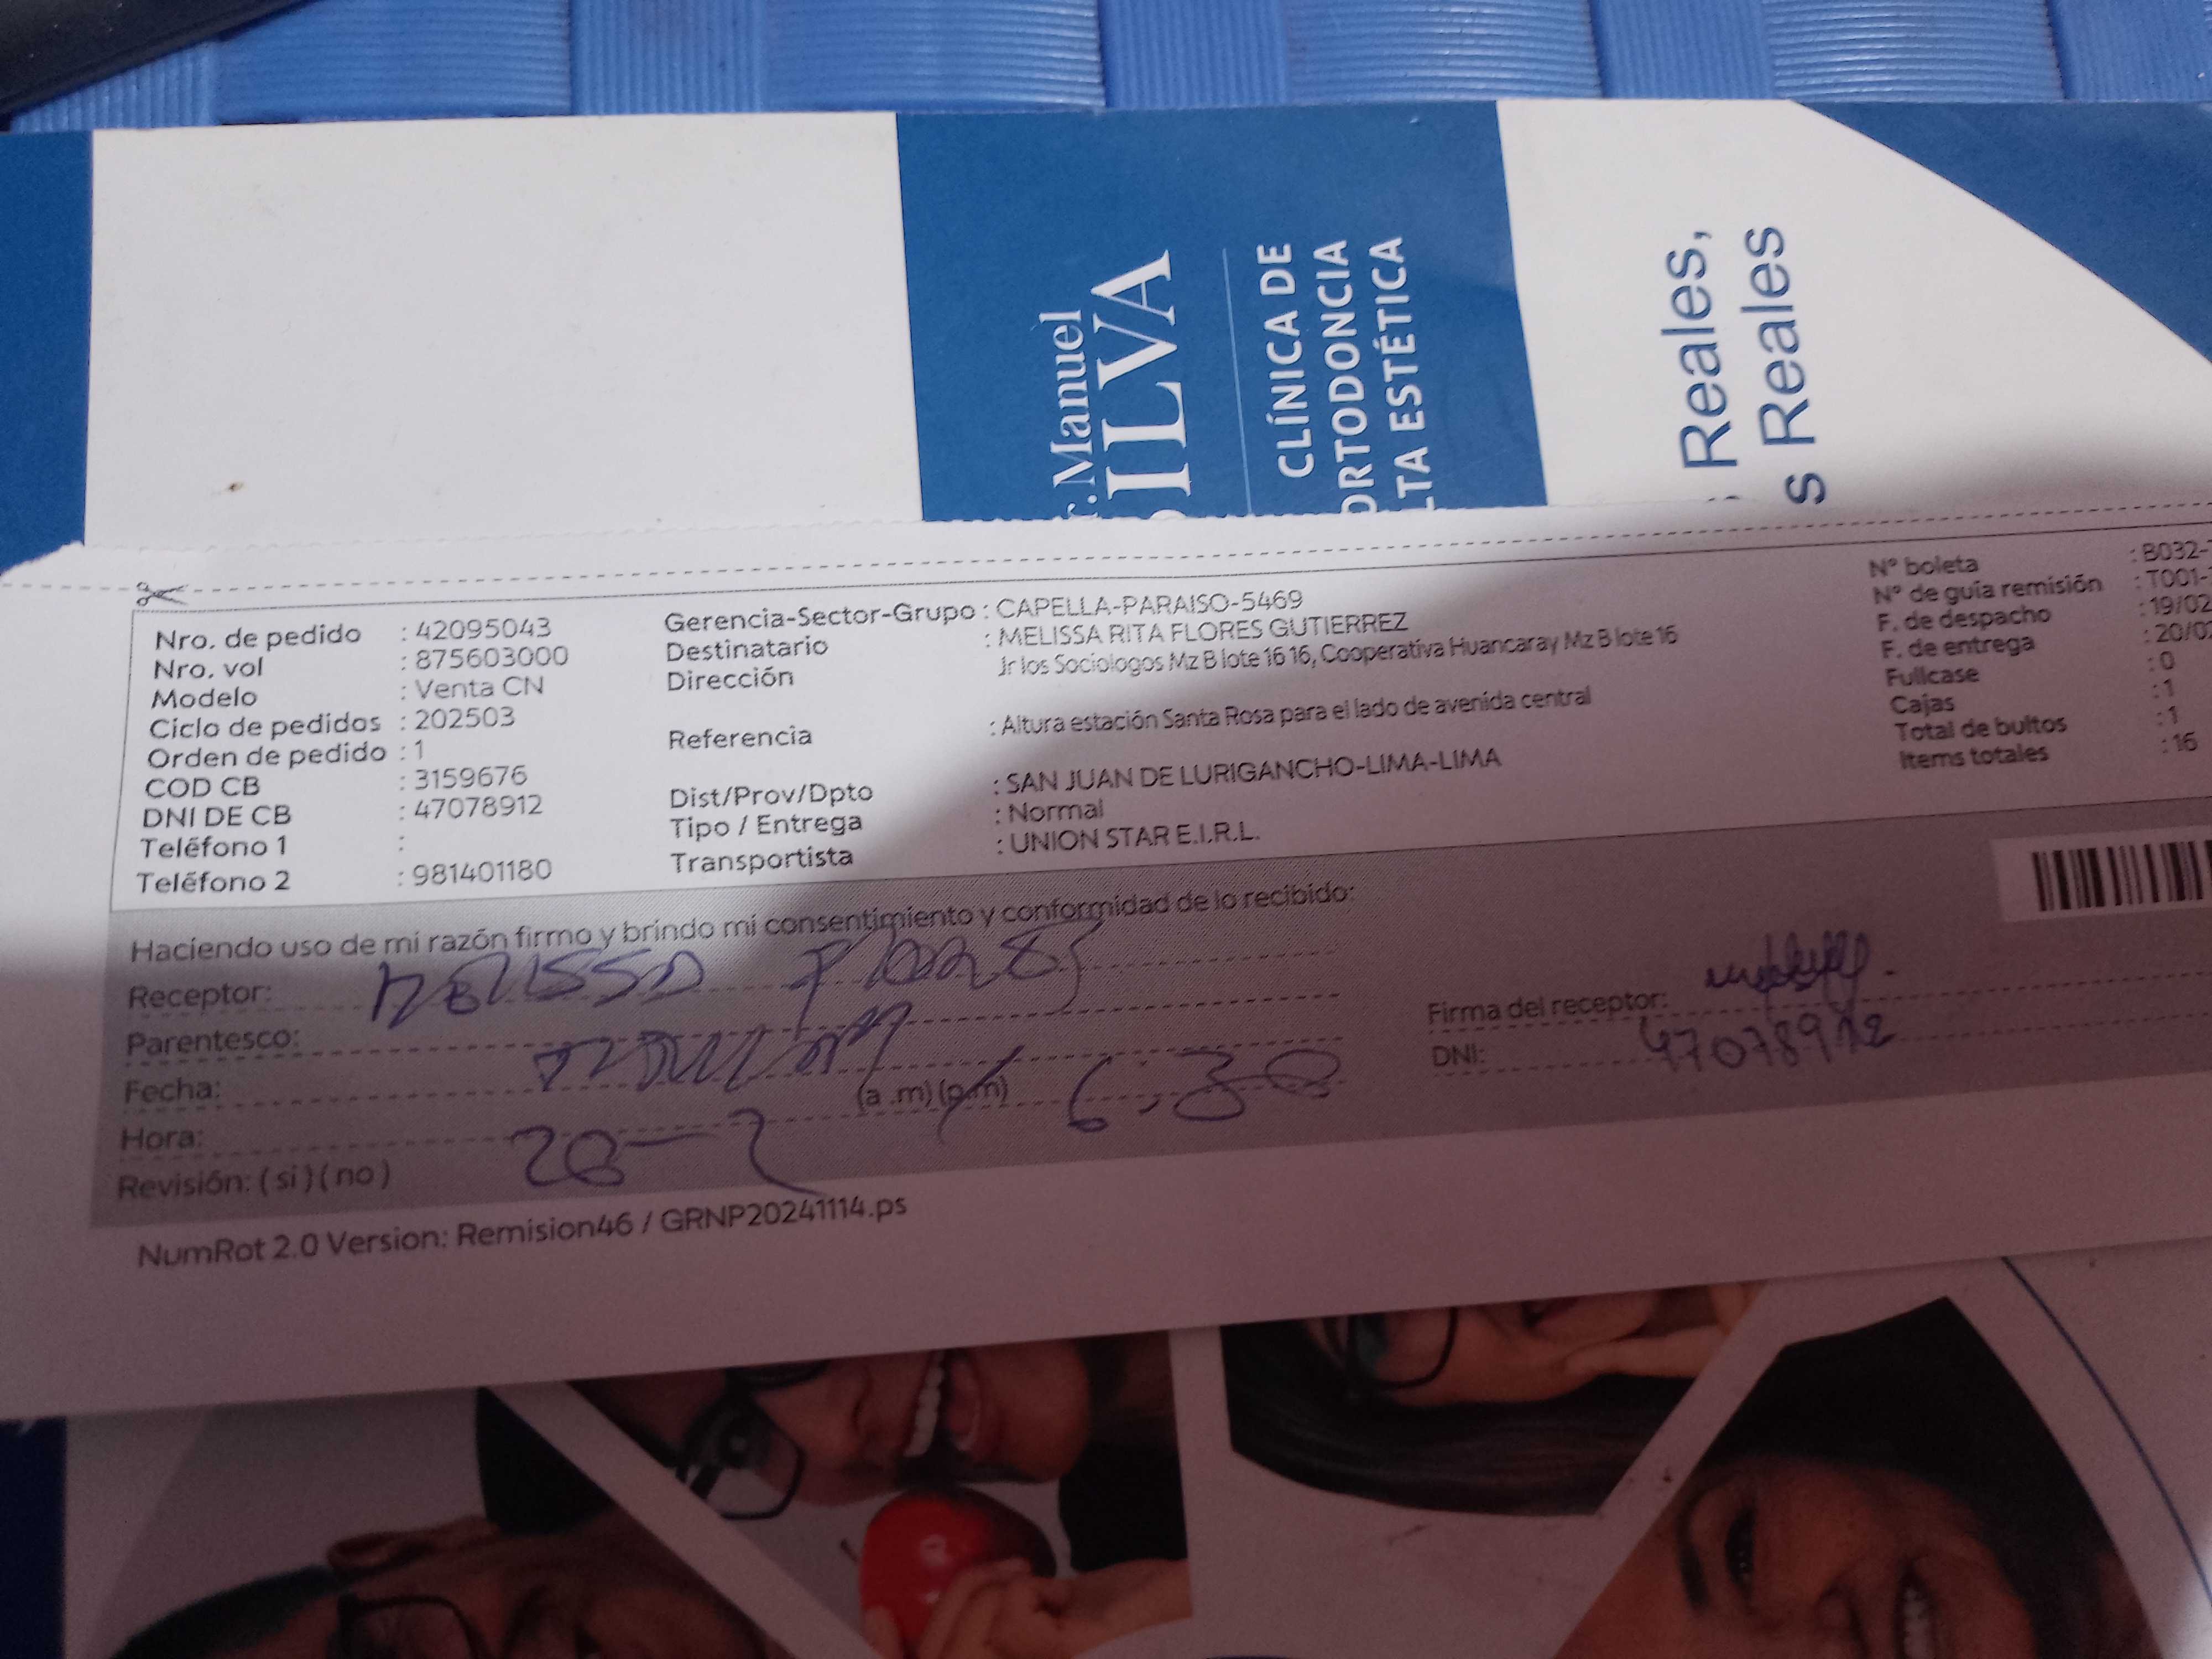 r. Manuel
SILVA
CLÍNICA DE
ORTODONCIA
LTA ESTÉTICA
s Reales,
s Reales
Nro. de pedido : 42095043
Nro. vol : 875603000
Modelo : Venta CN
Ciclo de pedidos : 202503
Orden de pedido : 1
COD CB : 3159676
DNI DE CB : 47078912
Teléfono 1 :
Teléfono 2 : 981401180
Gerencia-Sector-Grupo : CAPELLA-PARAISO-5469
Destinatario : MELISSA RITA FLORES GUTIERREZ
Dirección Jr los Sociologos Mz B lote 16 16, Cooperativa Huancaray Mz B lote 16
Referencia : Altura estación Santa Rosa para el lado de avenida central
Dist/Prov/Dpto : SAN JUAN DE LURIGANCHO-LIMA-LIMA
Tipo / Entrega : Normal
Transportista : UNION STAR E.I.R.L.
N° boleta : B032-
N° de guía remisión : T001-
F. de despacho : 19/02
F. de entrega : 20/02
Fullcase : 0
Cajas : 1
Total de bultos : 1
Items totales : 16
Haciendo uso de mi razón firmo y brindo mi consentimiento y conformidad de lo recibido:
Receptor: MELISSA FLORES
Parentesco:
Fecha:
(a .m) (p.m) 6:30
Hora: 20-2
Revisión: ( si ) ( no )
Firma del receptor:
DNI: 47078912
NumRot 2.0 Version: Remision46 / GRNP20241114.ps